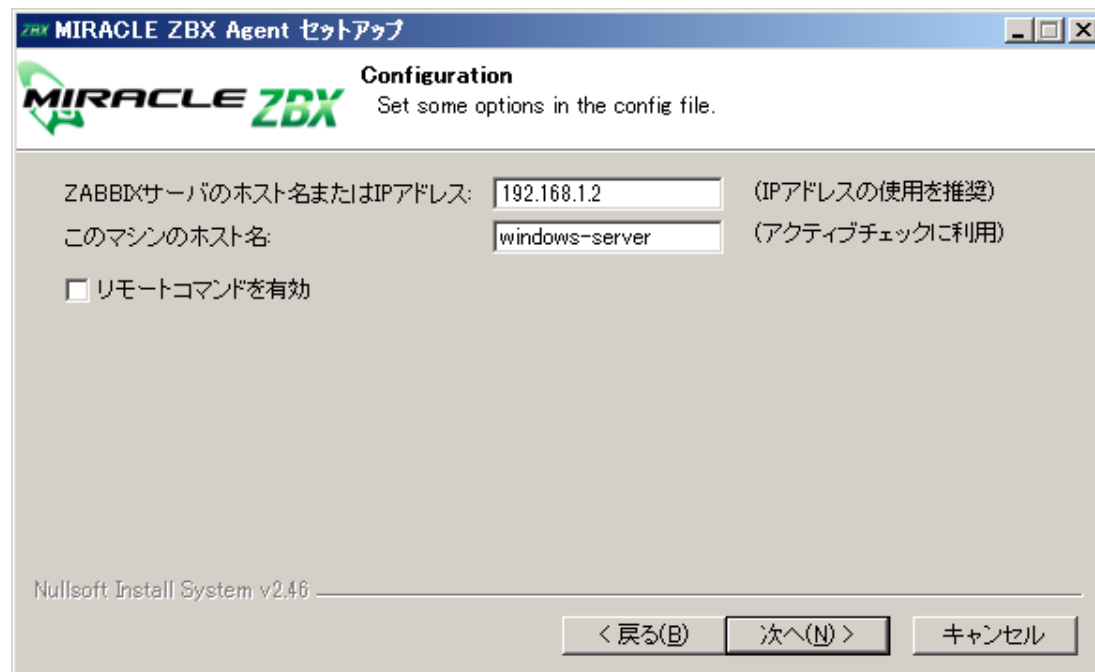 ZBX MIRACLE ZBX Agent セットアップ
MIRACLE ZBX
Configuration
Set some options in the config file.
ZABBIXサーバのホスト名またはIPアドレス: 192.168.1.2 (IPアドレスの使用を推奨)
このマシンのホスト名: windows-server (アクティブチェックに利用)
リモートコマンドを有効
Nullsoft Install System v2.46
< 戻る(B) 次へ(N) > キャンセル